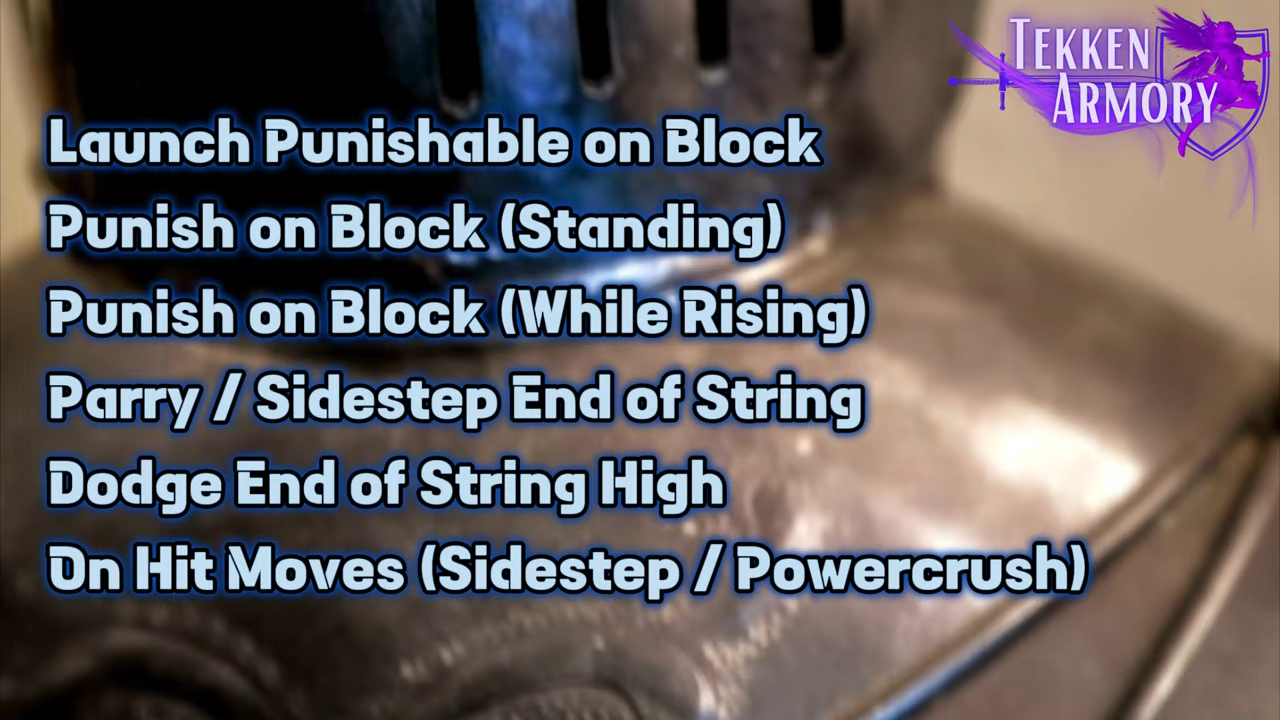 TEKKEN
ARMORY
Launch Punishable on Block
Punish on Block (Standing)
Punish on Block (While Rising)
Parry / Sidestep End of String
Dodge End of String High
On Hit Moves (Sidestep / Powercrush)